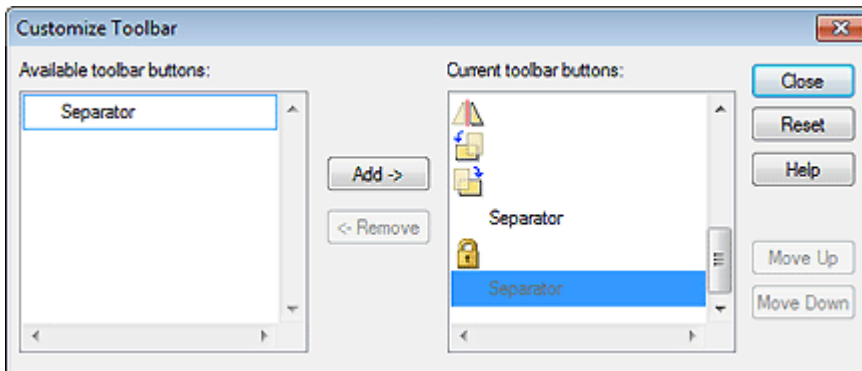 Customize Toolbar
Available toolbar buttons:
Separator
Add ->
<- Remove
Current toolbar buttons:
Separator
Separator
Close
Reset
Help
Move Up
Move Down